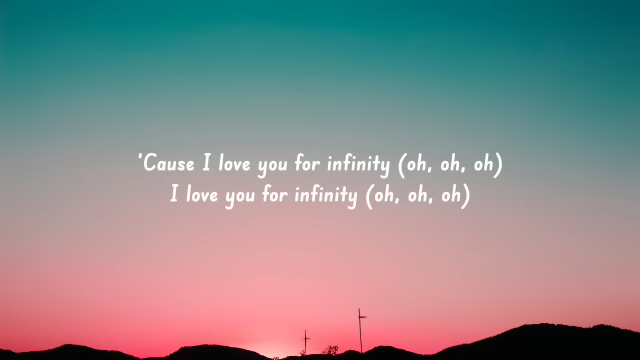 'Cause I love you for infinity (oh, oh, oh)
I love you for infinity (oh, oh, oh)